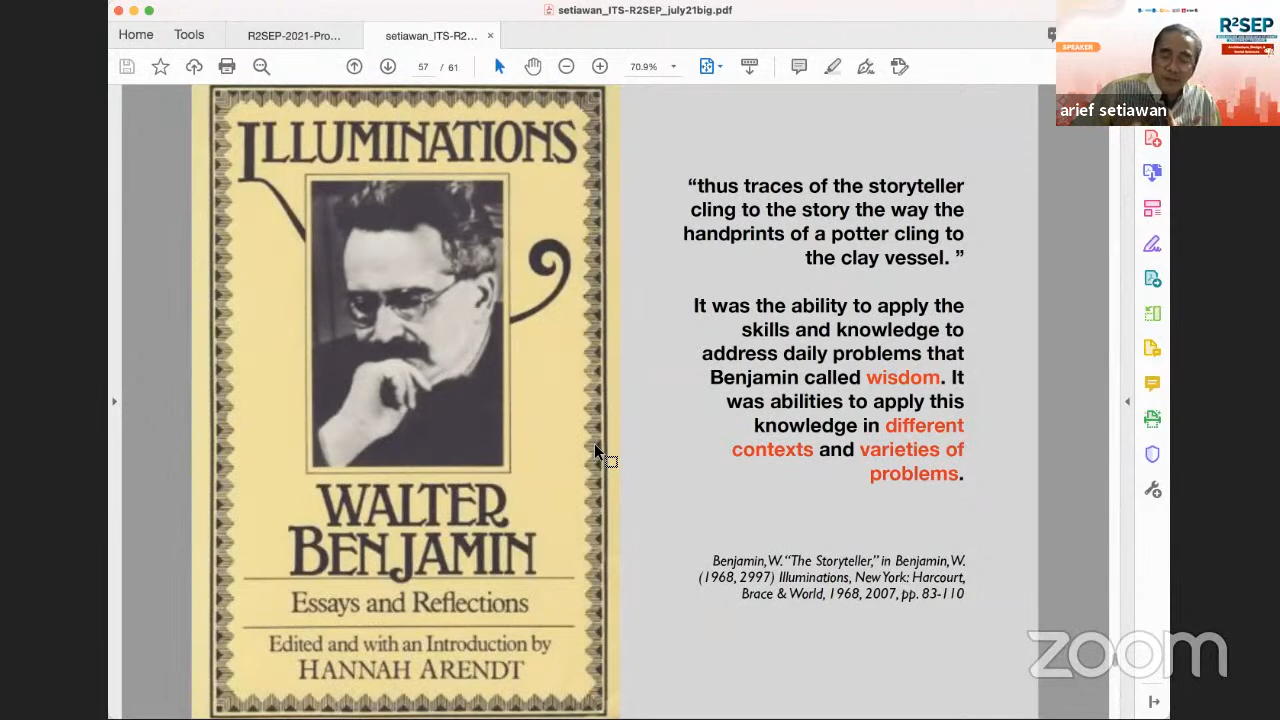 setiawan_ITS-R2SEP_july21big.pdf
Home
Tools
R2SEP-2021-Pro...
setiawan_ITS-R2...
×
57 / 61
70.9%
R²SEP
SPEAKER
arief setiawan
ILLUMINATIONS
WALTER
BENJAMIN
Essays and Reflections
Edited and with an Introduction by
HANNAH ARENDT
“thus traces of the storyteller
cling to the story the way the
handprints of a potter cling to
the clay vessel. ”
It was the ability to apply the
skills and knowledge to
address daily problems that
Benjamin called wisdom. It
was abilities to apply this
knowledge in different
contexts and varieties of
problems.
Benjamin, W. “The Storyteller,” in Benjamin, W.
(1968, 2997) Illuminations, New York: Harcourt,
Brace & World, 1968, 2007, pp. 83-110
zoom